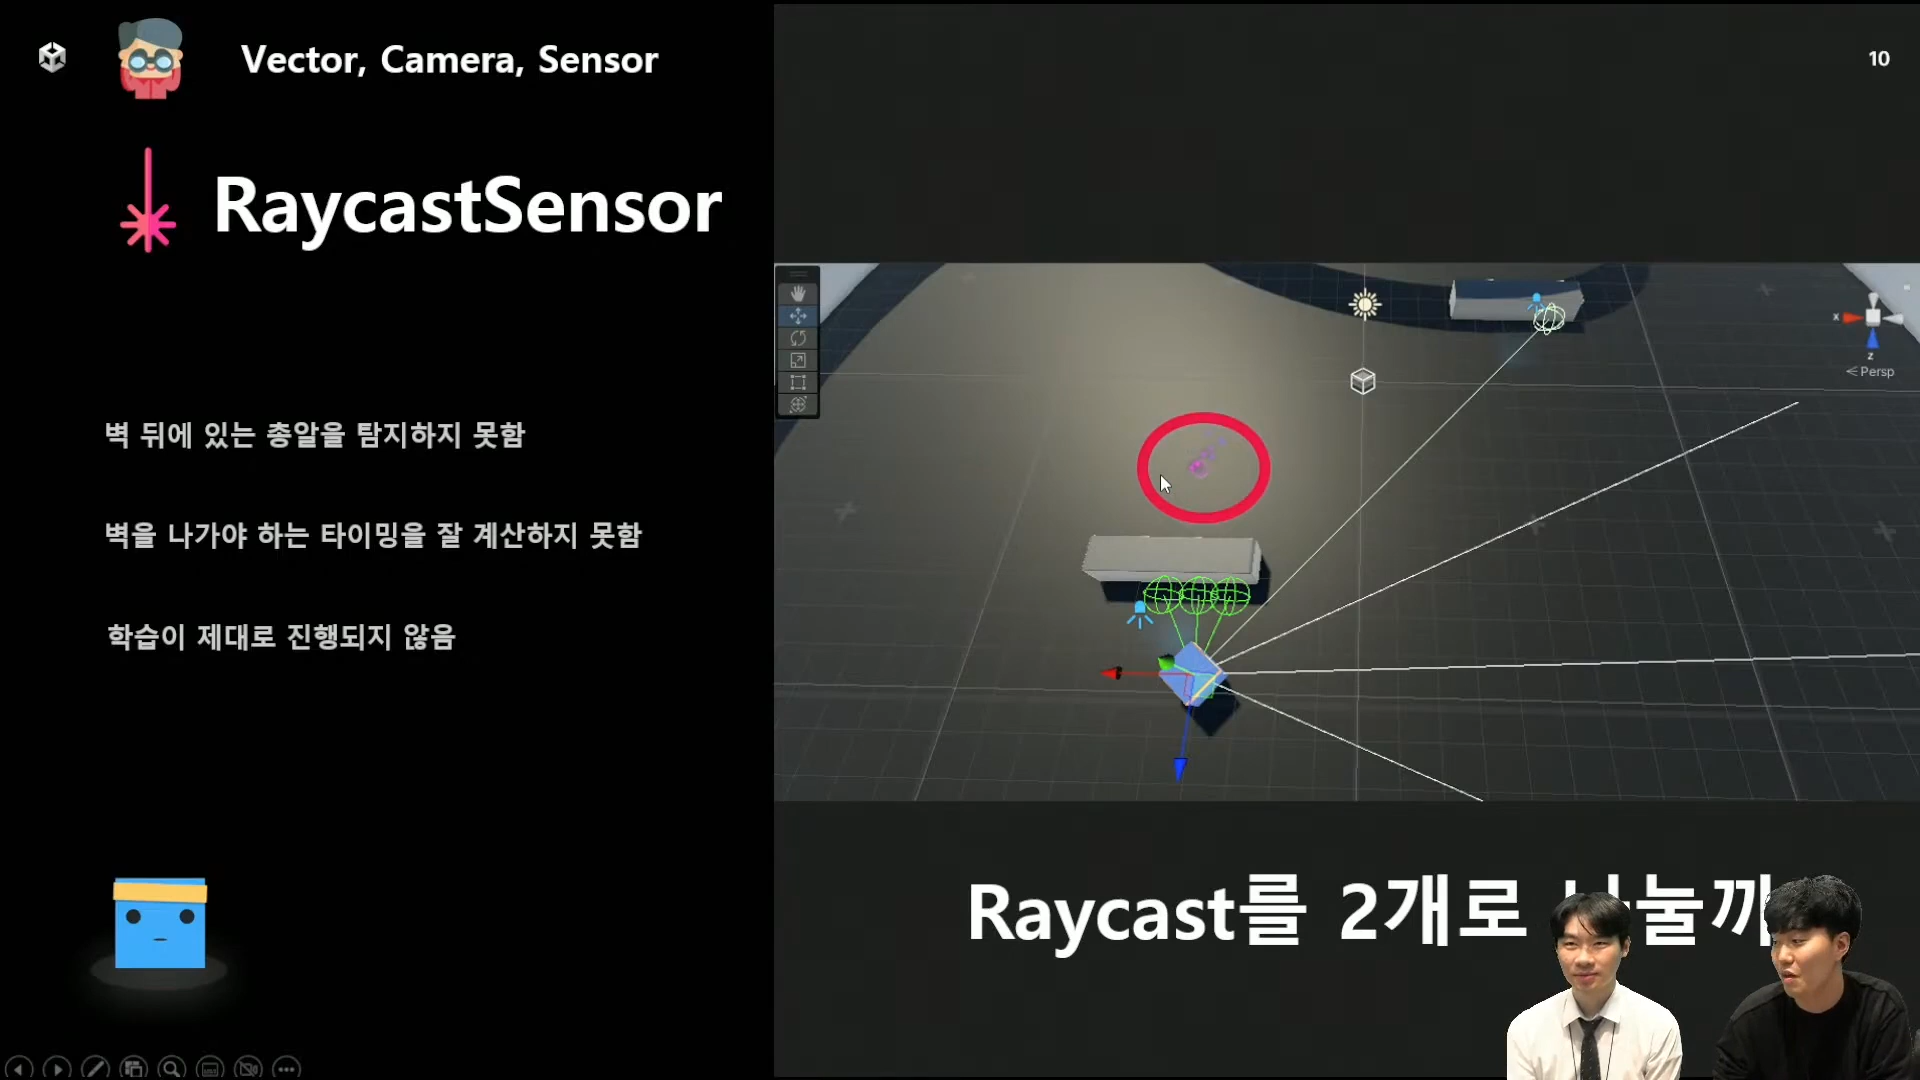 Vector, Camera, Sensor
10
RaycastSensor
벽 뒤에 있는 총알을 탐지하지 못함
벽을 나가야 하는 타이밍을 잘 계산하지 못함
학습이 제대로 진행되지 않음
x
z
Persp
Raycast를 2개로 나눌까